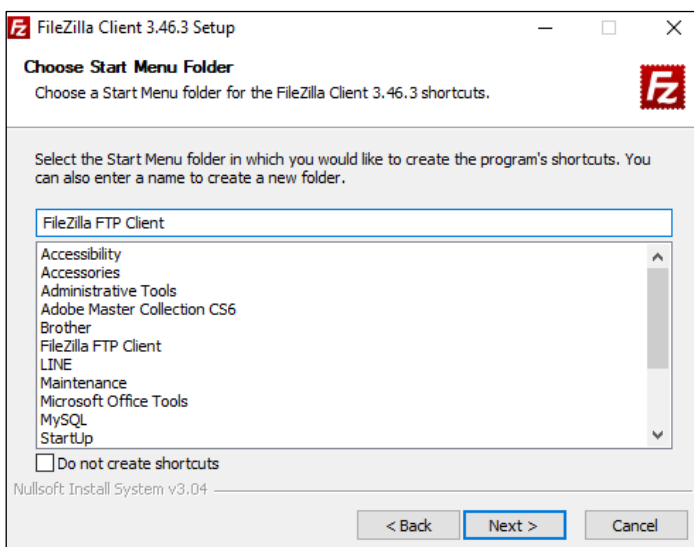 FileZilla Client 3.46.3 Setup
Choose Start Menu Folder
Choose a Start Menu folder for the FileZilla Client 3.46.3 shortcuts.
Fz
Select the Start Menu folder in which you would like to create the program's shortcuts. You
can also enter a name to create a new folder.
FileZilla FTP Client
Accessibility
Accessories
Administrative Tools
Adobe Master Collection CS6
Brother
FileZilla FTP Client
LINE
Maintenance
Microsoft Office Tools
MySQL
StartUp
Do not create shortcuts
Nullsoft Install System v3.04
< Back
Next >
Cancel